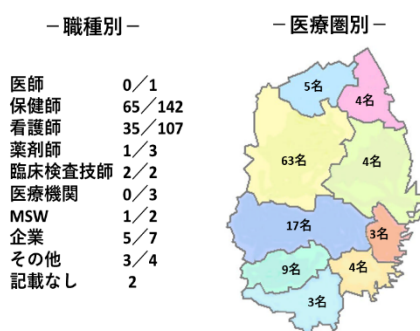 －職種別－
医師 0／1
保健師 65／142
看護師 35／107
薬剤師 1／3
臨床検査技師 2／2
医療機関 0／3
MSW 1／2
企業 5／7
その他 3／4
記載なし 2
－医療圏別－
5名
4名
63名
4名
17名
3名
9名
4名
3名